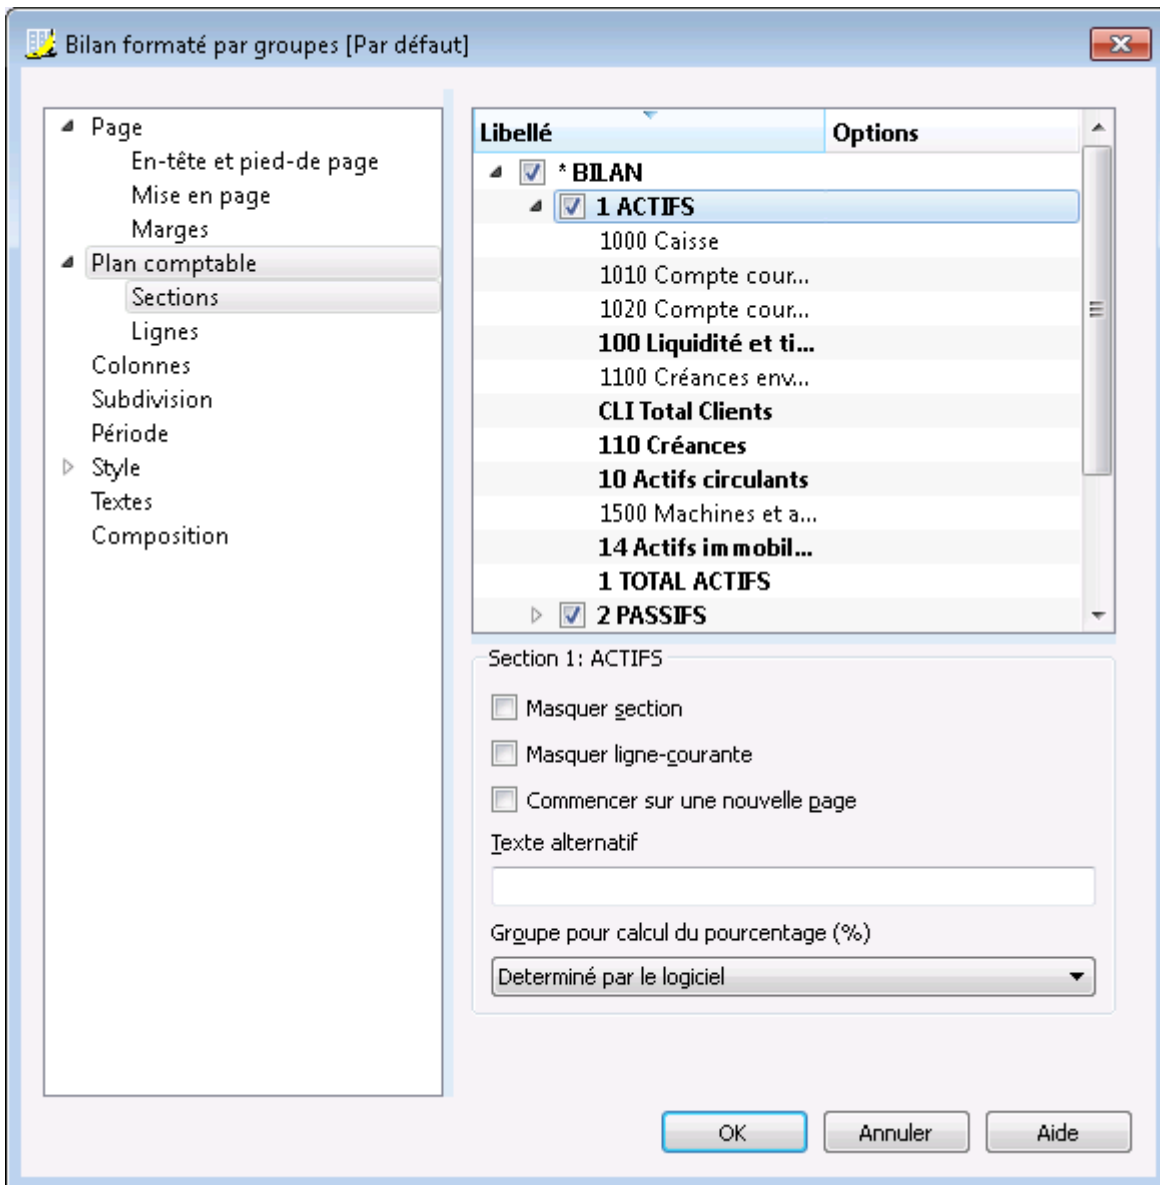 Bilan formaté par groupes [Par défaut]
Page
En-tête et pied-de page
Mise en page
Marges
Plan comptable
Sections
Lignes
Colonnes
Subdivision
Période
Style
Textes
Composition
Libellé Options
* BILAN
1 ACTIFS
1000 Caisse
1010 Compte cour...
1020 Compte cour...
100 Liquidité et ti...
1100 Créances env...
CLI Total Clients
110 Créances
10 Actifs circulants
1500 Machines et a...
14 Actifs immobil...
1 TOTAL ACTIFS
2 PASSIFS
Section 1: ACTIFS
Masquer section
Masquer ligne-courante
Commencer sur une nouvelle page
Texte alternatif
Groupe pour calcul du pourcentage (%)
Determiné par le logiciel
OK Annuler Aide